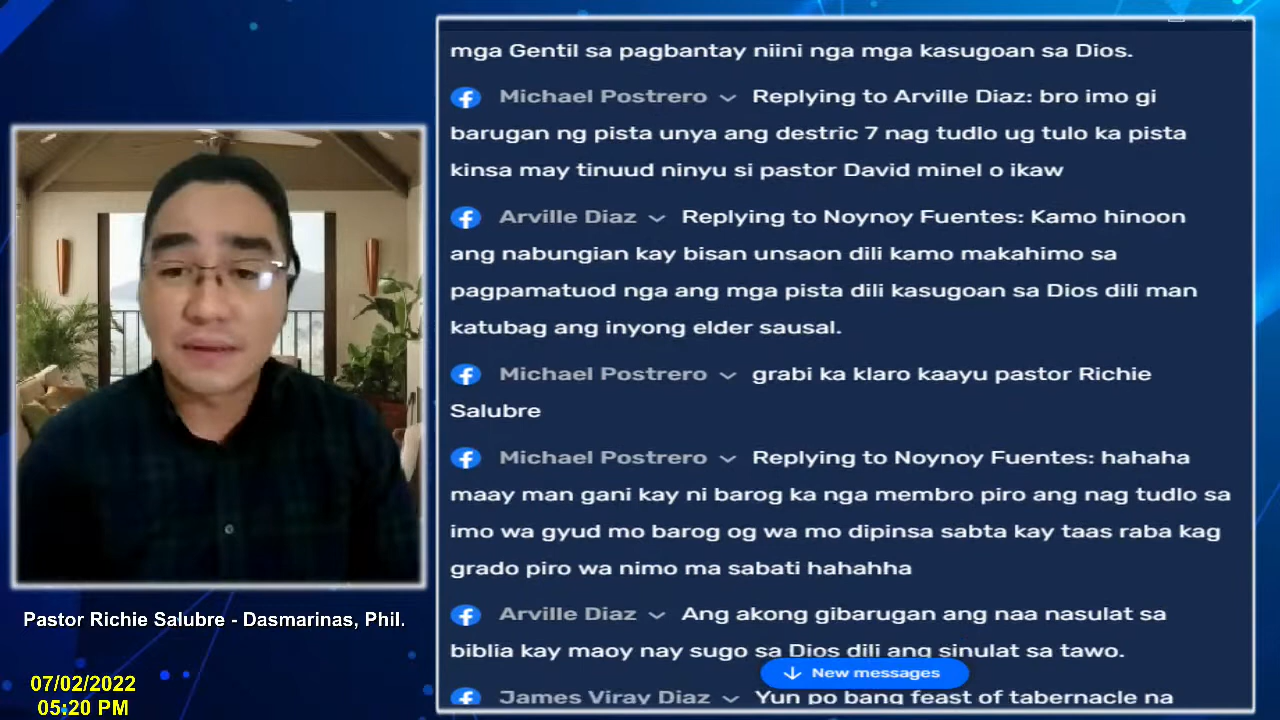 mga Gentil sa pagbantay niini nga mga kasugoan sa Dios.
Michael Postrero Replying to Arville Diaz: bro imo gi
barugan ng pista unya ang destric 7 nag tudlo ug tulo ka pista
kinsa may tinuud ninyu si pastor David minel o ikaw
Arville Diaz Replying to Noynoy Fuentes: Kamo hinoon
ang nabungian kay bisan unsaon dili kamo makahimo sa
pagpamatuod nga ang mga pista dili kasugoan sa Dios dili man
katubag ang inyong elder sausal.
Michael Postrero grabi ka klaro kaayu pastor Richie
Salubre
Michael Postrero Replying to Noynoy Fuentes: hahaha
maay man gani kay ni barog ka nga membro piro ang nag tudlo sa
imo wa gyud mo barog og wa mo dipinsa sabta kay taas raba kag
grado piro wa nimo ma sabati hahahha
Arville Diaz Ang akong gibarugan ang naa nasulat sa
biblia kay maoy nay sugo sa Dios dili ang sinulat sa tawo.
New messages
James Viray Diaz Yun po bang feast of tabernacle na
Pastor Richie Salubre - Dasmarinas, Phil.
07/02/2022
05:20 PM